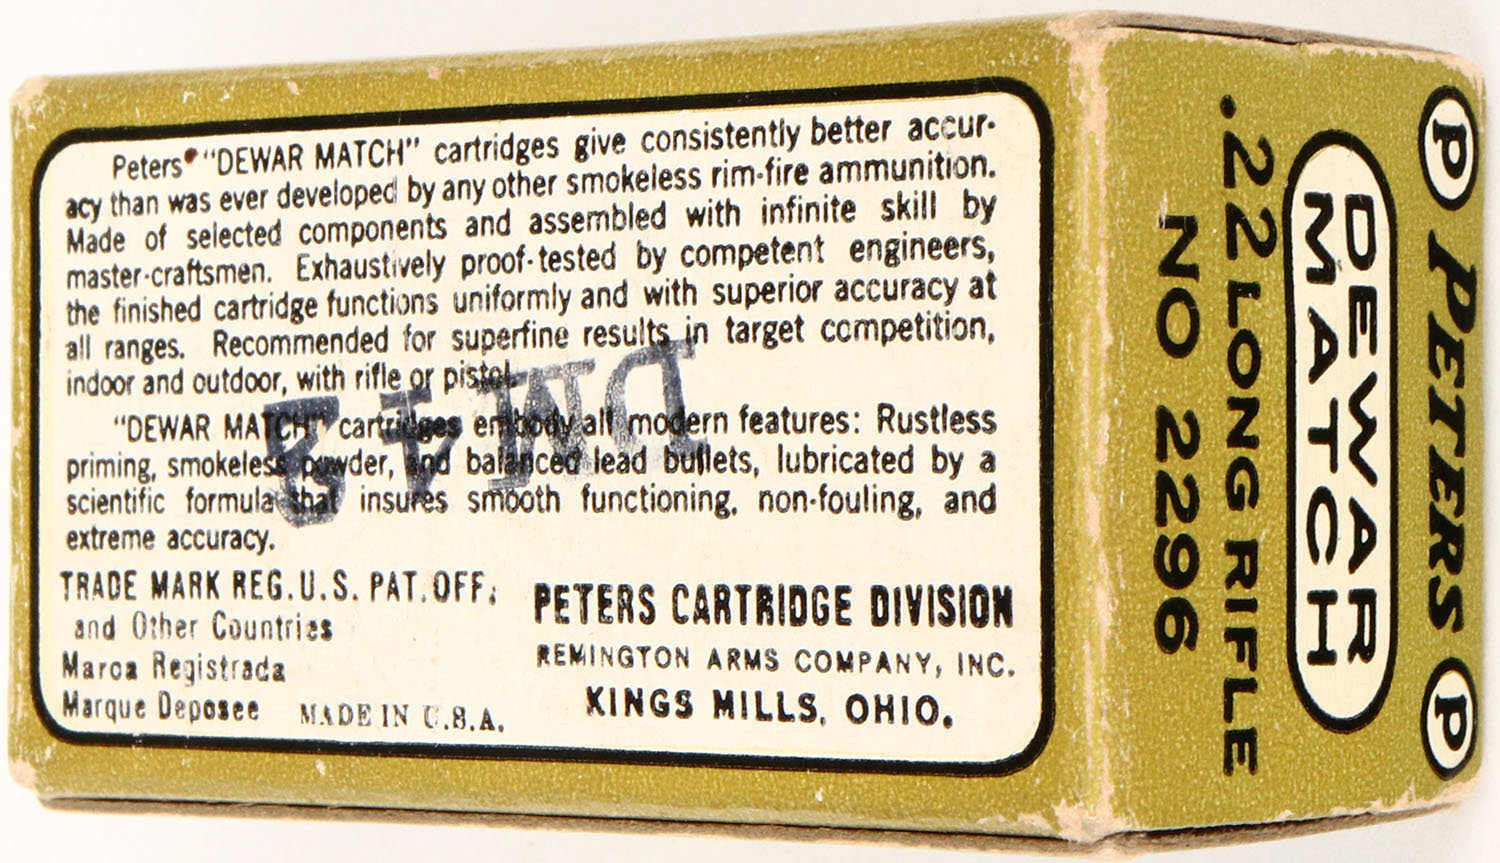 Peters "DEWAR MATCH" cartridges give consistently better accur-
acy than was ever developed by any other smokeless rim-fire ammunition.
Made of selected components and assembled with infinite skill by
master-craftsmen. Exhaustively proof-tested by competent engineers,
the finished cartridge functions uniformly and with superior accuracy at
all ranges. Recommended for superfine results in target competition,
indoor and outdoor, with rifle or pistol.
"DEWAR MATCH" cartridges embody all modern features: Rustless
priming, smokeless powder, and balanced lead bullets, lubricated by a
scientific formula that insures smooth functioning, non-fouling, and
extreme accuracy.
TRADE MARK REG. U.S. PAT. OFF.
and Other Countries
Marca Registrada
Marque Deposee
MADE IN U.S.A.
PETERS CARTRIDGE DIVISION
REMINGTON ARMS COMPANY, INC.
KINGS MILLS, OHIO.
P PETERS P
DEWAR
MATCH
.22 LONG RIFLE
NO 2296